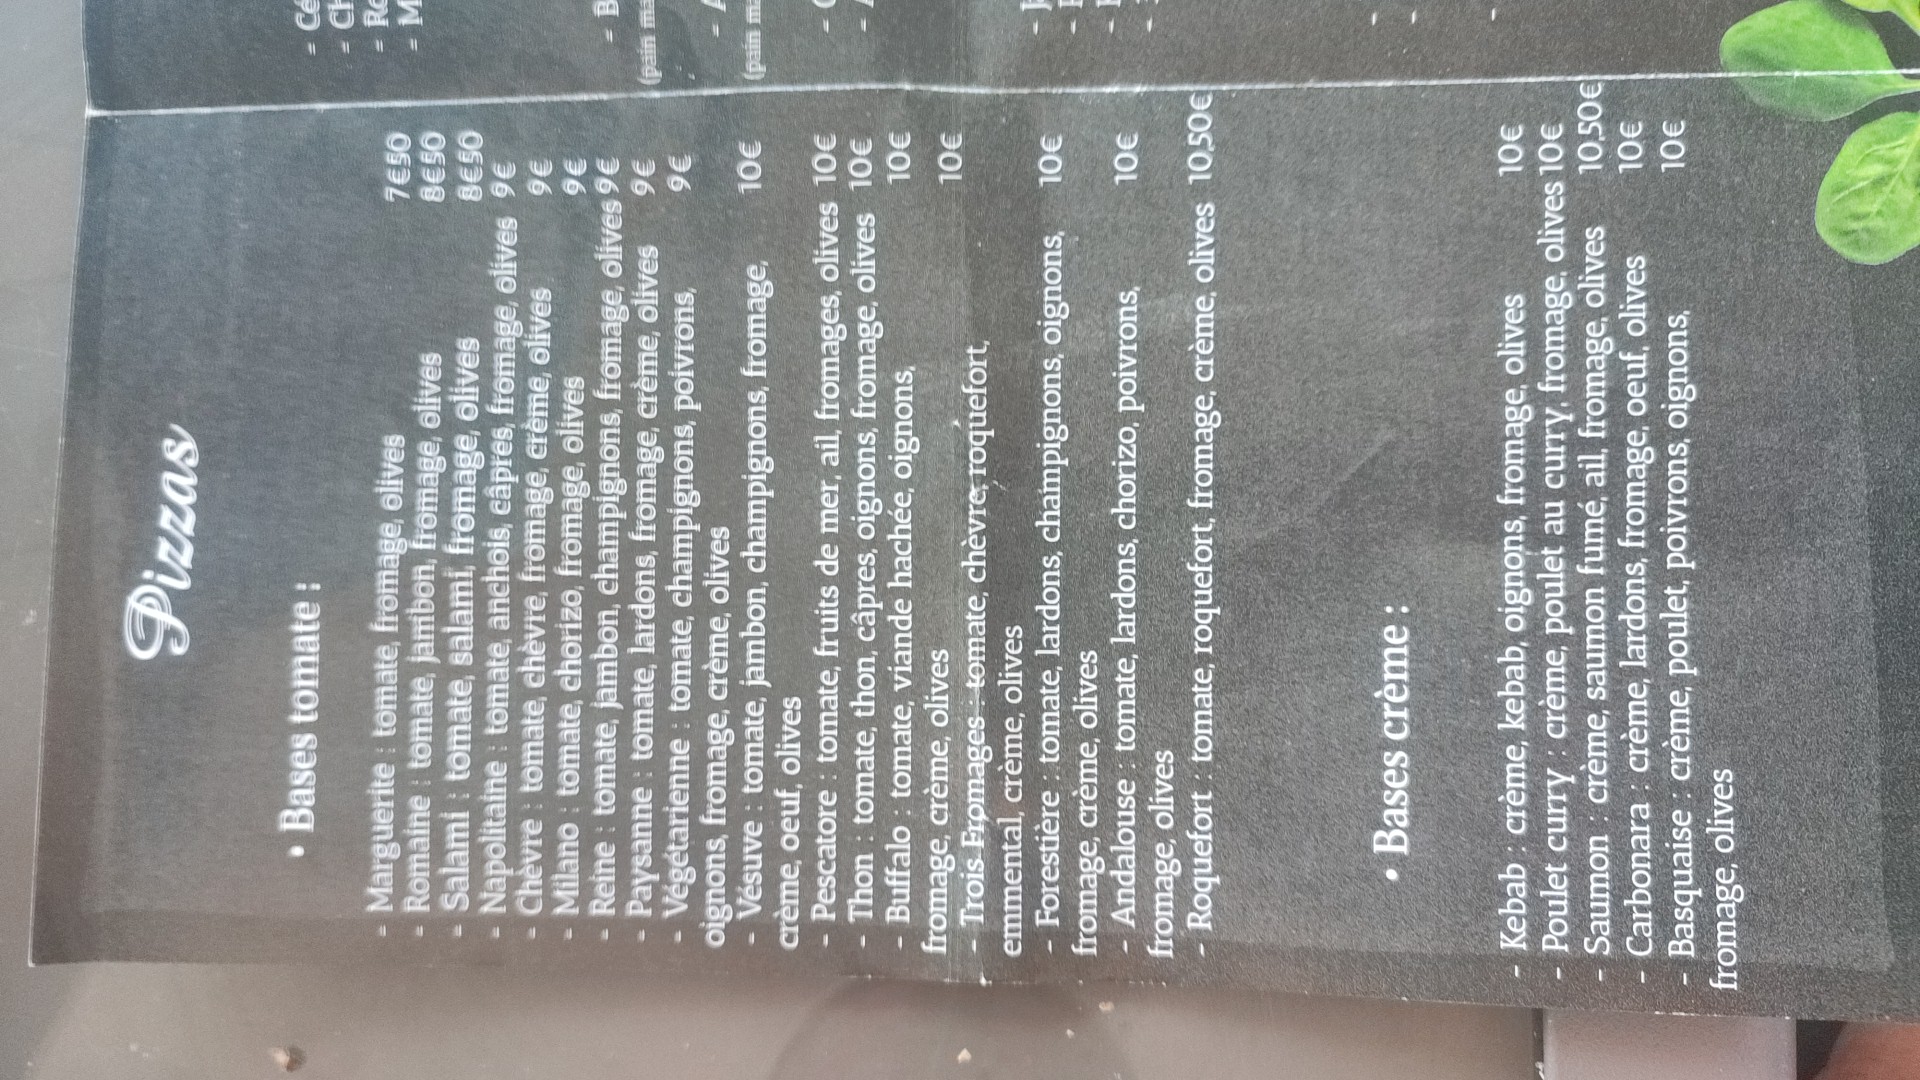 Pizzas
• Bases tomate :
- Marguerite : tomate, fromage, olives 7€50
- Romaine : tomate, jambon, fromage, olives 8€50
- Salami : tomate, salami, fromage, olives 8€50
- Napolitaine : tomate, anchois, câpres, fromage, olives 9€
- Chèvre : tomate, chèvre, fromage, crème, olives 9€
- Milano : tomate, chorizo, fromage, olives 9€
- Reine : tomate, jambon, champignons, fromage, olives 9€
- Paysanne : tomate, lardons, fromage, crème, olives 9€
- Végétarienne : tomate, champignons, poivrons, 9€
oignons, fromage, crème, olives
- Vésuve : tomate, jambon, champignons, fromage, 10€
crème, oeuf, olives
- Pescatore : tomate, fruits de mer, ail, fromages, olives 10€
- Thon : tomate, thon, câpres, oignons, fromage, olives 10€
- Buffalo : tomate, viande hachée, oignons, 10€
fromage, crème, olives
- Trois Fromages : tomate, chèvre, roquefort, 10€
emmental, crème, olives
- Forestière : tomate, lardons, champignons, oignons, 10€
fromage, crème, olives
- Andalouse : tomate, lardons, chorizo, poivrons, 10€
fromage, olives
- Roquefort : tomate, roquefort, fromage, crème, olives 10,50€
• Bases crème :
- Kebab : crème, kebab, oignons, fromage, olives 10€
- Poulet curry : crème, poulet au curry, fromage, olives 10€
- Saumon : crème, saumon fumé, ail, fromage, olives 10,50€
- Carbonara : crème, lardons, fromage, oeuf, olives 10€
- Basquaise : crème, poulet, poivrons, oignons, 10€
fromage, olives